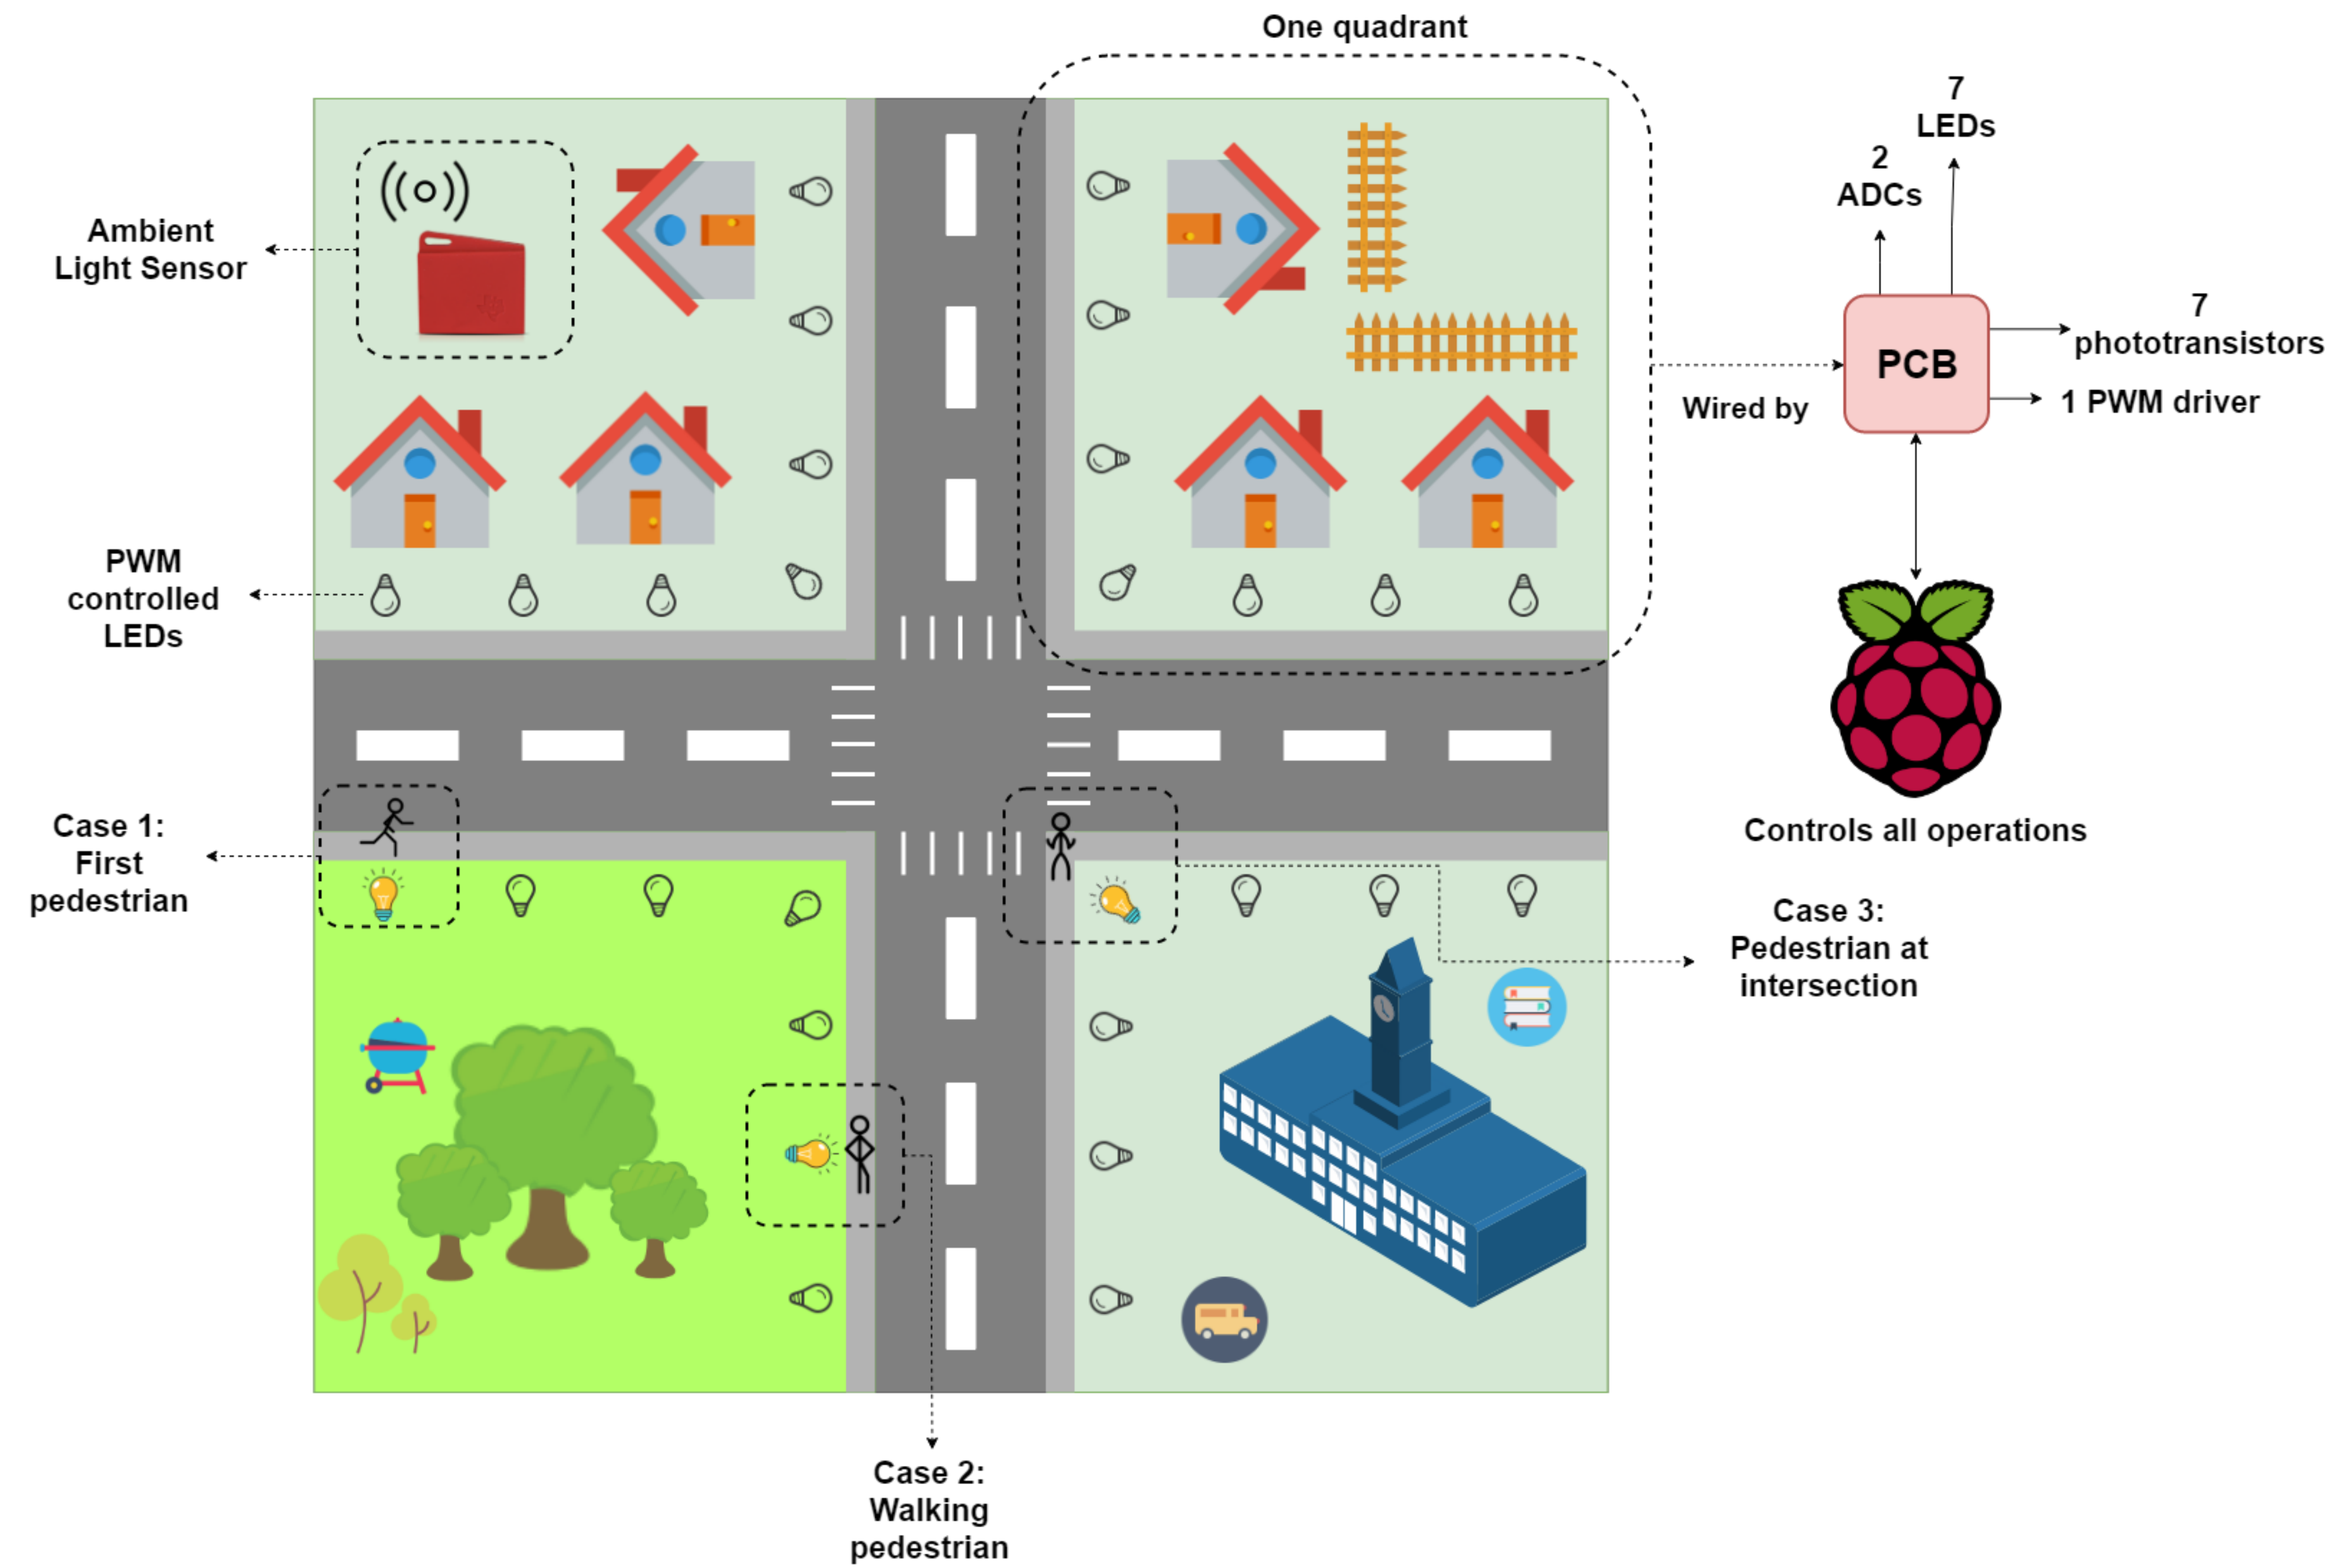 One quadrant
7
LEDs
2
ADCs
Ambient
Light Sensor
7
phototransistors
PCB
1 PWM driver
Wired by
PWM
controlled
LEDs
Case 1:
First
pedestrian
Controls all operations
Case 3:
Pedestrian at
intersection
Case 2:
Walking
pedestrian